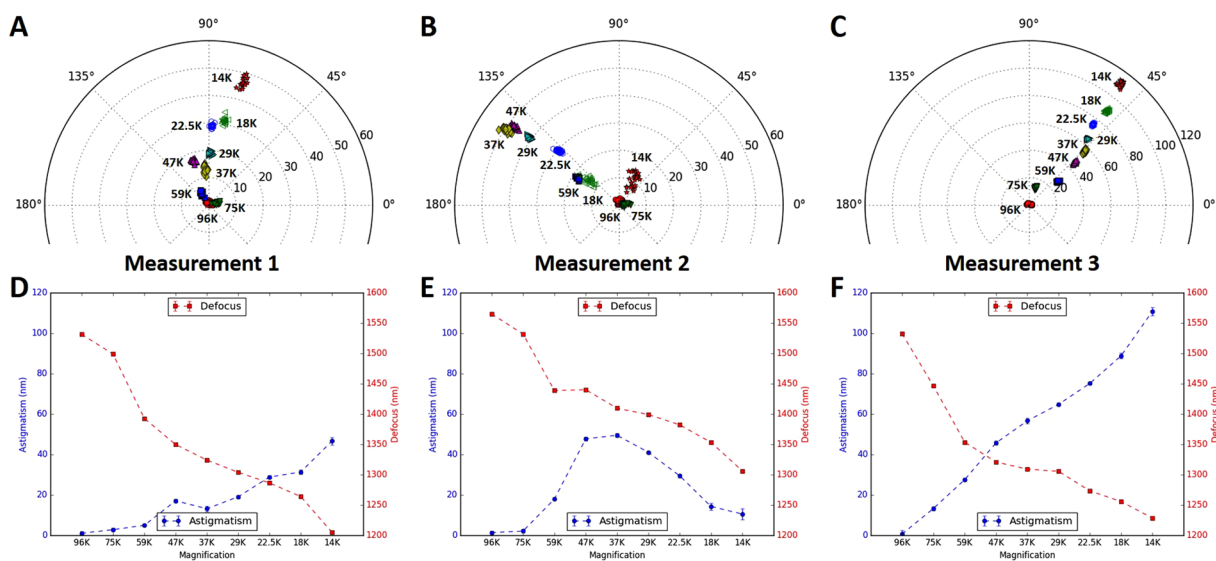 A
90°
135°
45°
14K
18K
22.5K
29K
47K
37K
59K
75K
96K
10
20
30
40
50
60
180°
0°
Measurement 1
B
90°
135°
45°
47K
37K
29K
22.5K
14K
59K
18K
96K
75K
10
20
30
40
50
60
180°
0°
Measurement 2
C
90°
135°
45°
14K
18K
22.5K
29K
37K
47K
59K
75K
96K
20
40
60
80
100
120
180°
0°
Measurement 3
D
Defocus
Astigmatism
Astigmatism (nm)
120
100
80
60
40
20
0
Defocus (nm)
1600
1550
1500
1450
1400
1350
1300
1250
1200
96K 75K 59K 47K 37K 29K 22.5K 18K 14K
Magnification
E
Defocus
Astigmatism
Astigmatism (nm)
120
100
80
60
40
20
0
Defocus (nm)
1600
1550
1500
1450
1400
1350
1300
1250
1200
96K 75K 59K 47K 37K 29K 22.5K 18K 14K
Magnification
F
Defocus
Astigmatism
Astigmatism (nm)
120
100
80
60
40
20
0
Defocus (nm)
1600
1550
1500
1450
1400
1350
1300
1250
1200
96K 75K 59K 47K 37K 29K 22.5K 18K 14K
Magnification